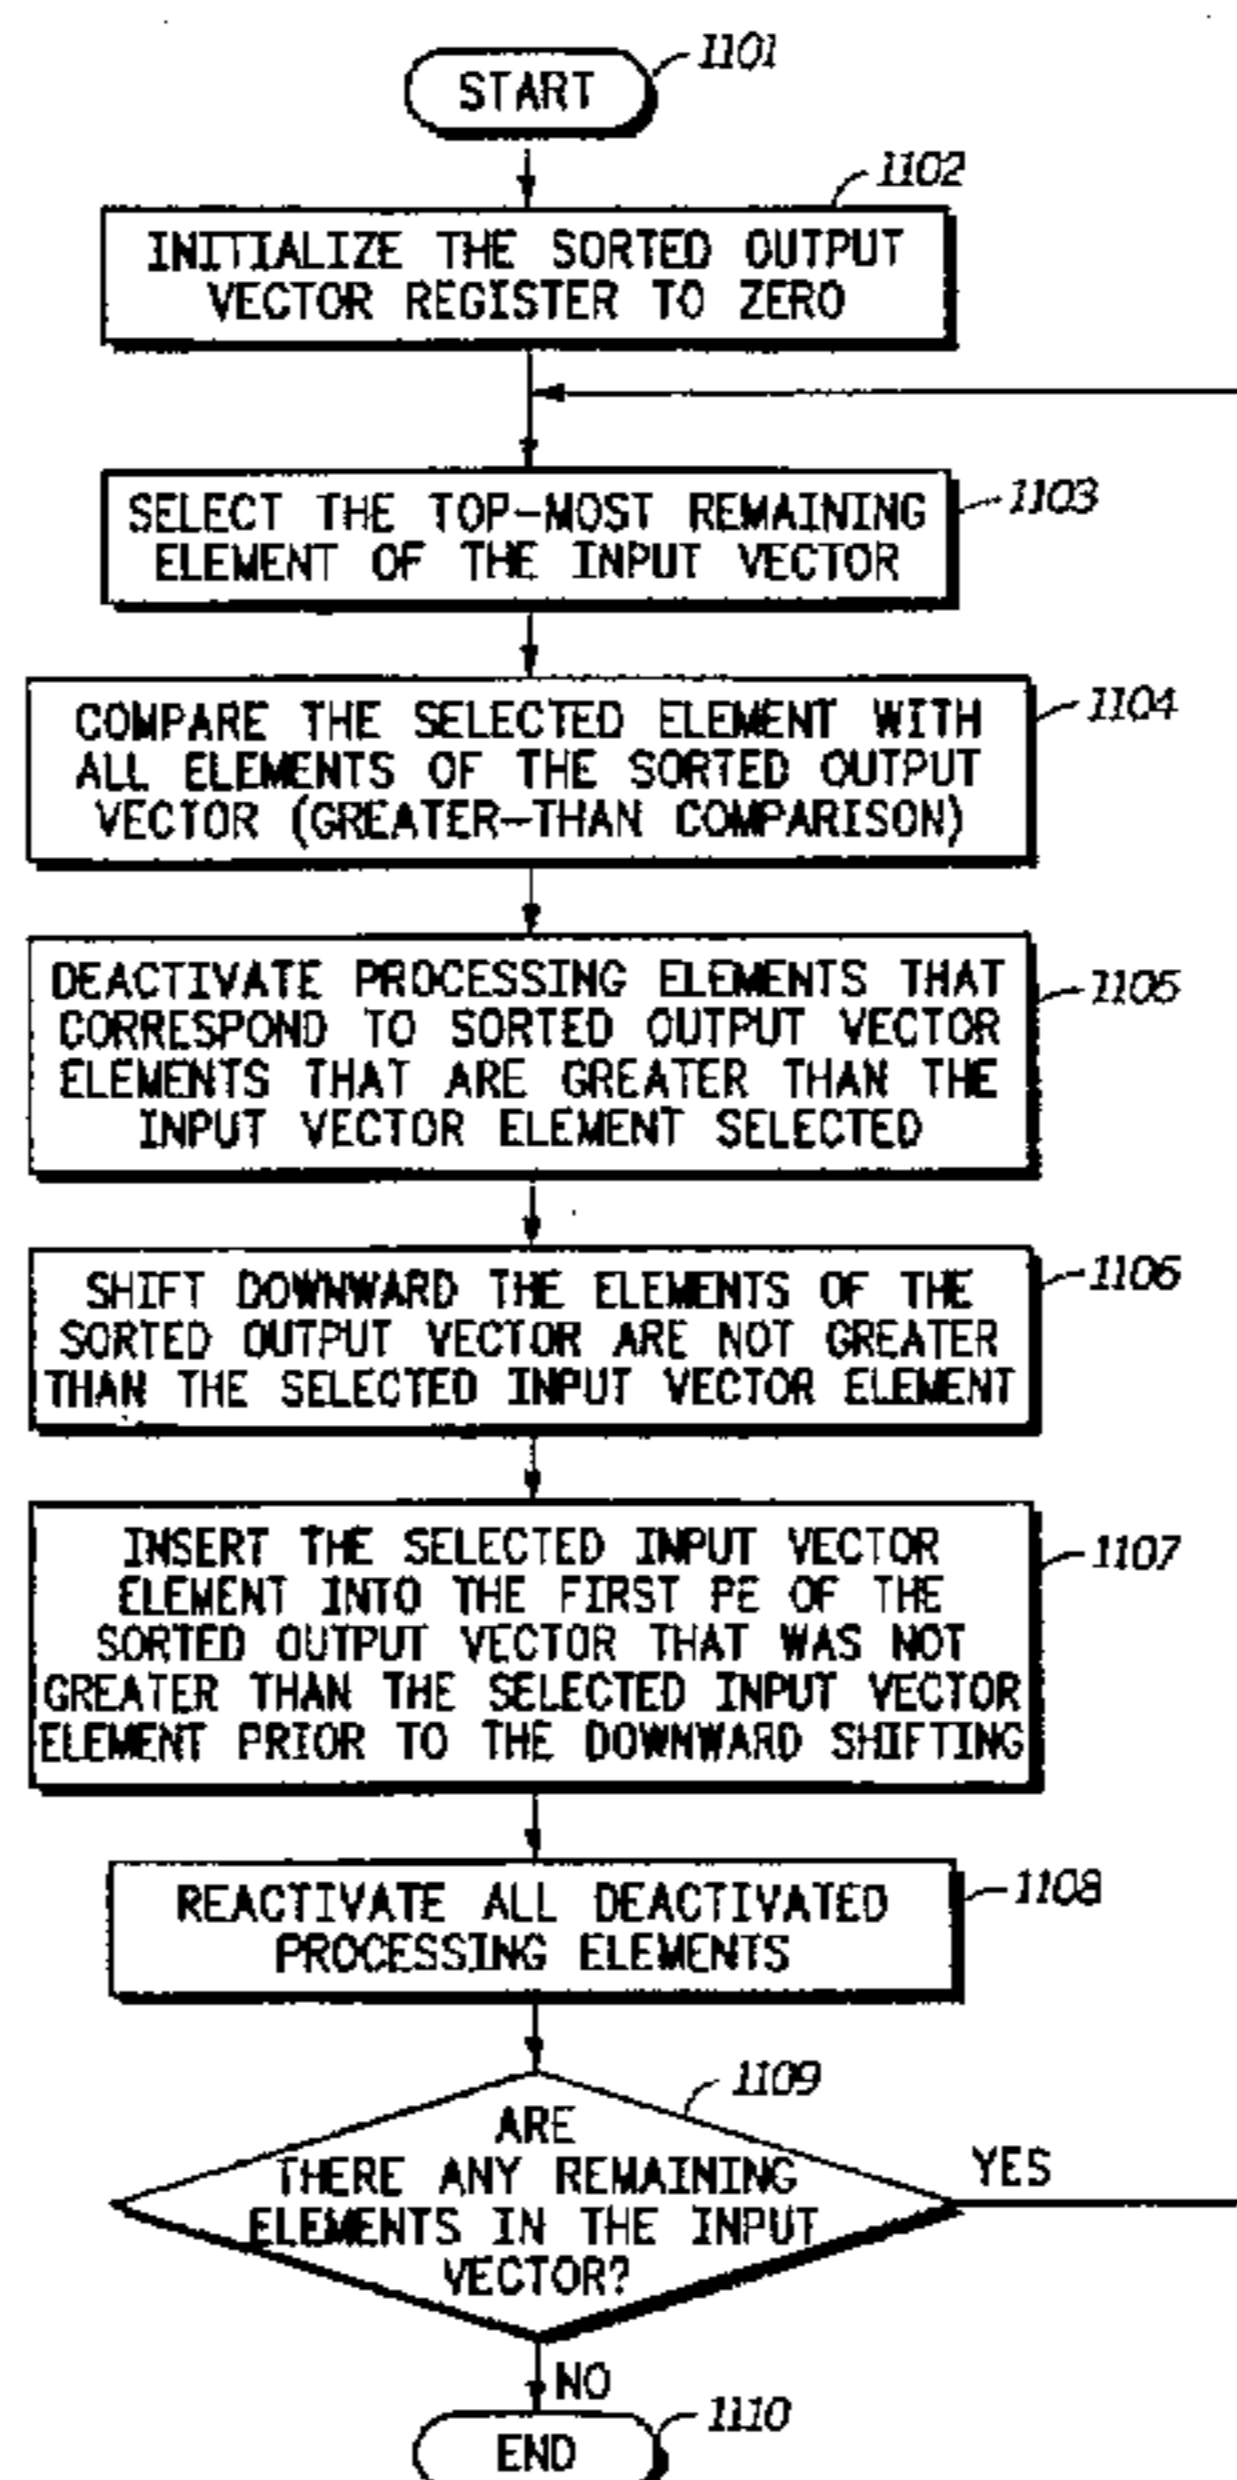 1101
START
1102
INITIALIZE THE SORTED OUTPUT
VECTOR REGISTER TO ZERO
1103
SELECT THE TOP-MOST REMAINING
ELEMENT OF THE INPUT VECTOR
1104
COMPARE THE SELECTED ELEMENT WITH
ALL ELEMENTS OF THE SORTED OUTPUT
VECTOR (GREATER-THAN COMPARISON)
1105
DEACTIVATE PROCESSING ELEMENTS THAT
CORRESPOND TO SORTED OUTPUT VECTOR
ELEMENTS THAT ARE GREATER THAN THE
INPUT VECTOR ELEMENT SELECTED
1106
SHIFT DOWNWARD THE ELEMENTS OF THE
SORTED OUTPUT VECTOR ARE NOT GREATER
THAN THE SELECTED INPUT VECTOR ELEMENT
1107
INSERT THE SELECTED INPUT VECTOR
ELEMENT INTO THE FIRST PE OF THE
SORTED OUTPUT VECTOR THAT WAS NOT
GREATER THAN THE SELECTED INPUT VECTOR
ELEMENT PRIOR TO THE DOWNWARD SHIFTING
1108
REACTIVATE ALL DEACTIVATED
PROCESSING ELEMENTS
1109
ARE
THERE ANY REMAINING
ELEMENTS IN THE INPUT
VECTOR?
YES
NO
1110
END